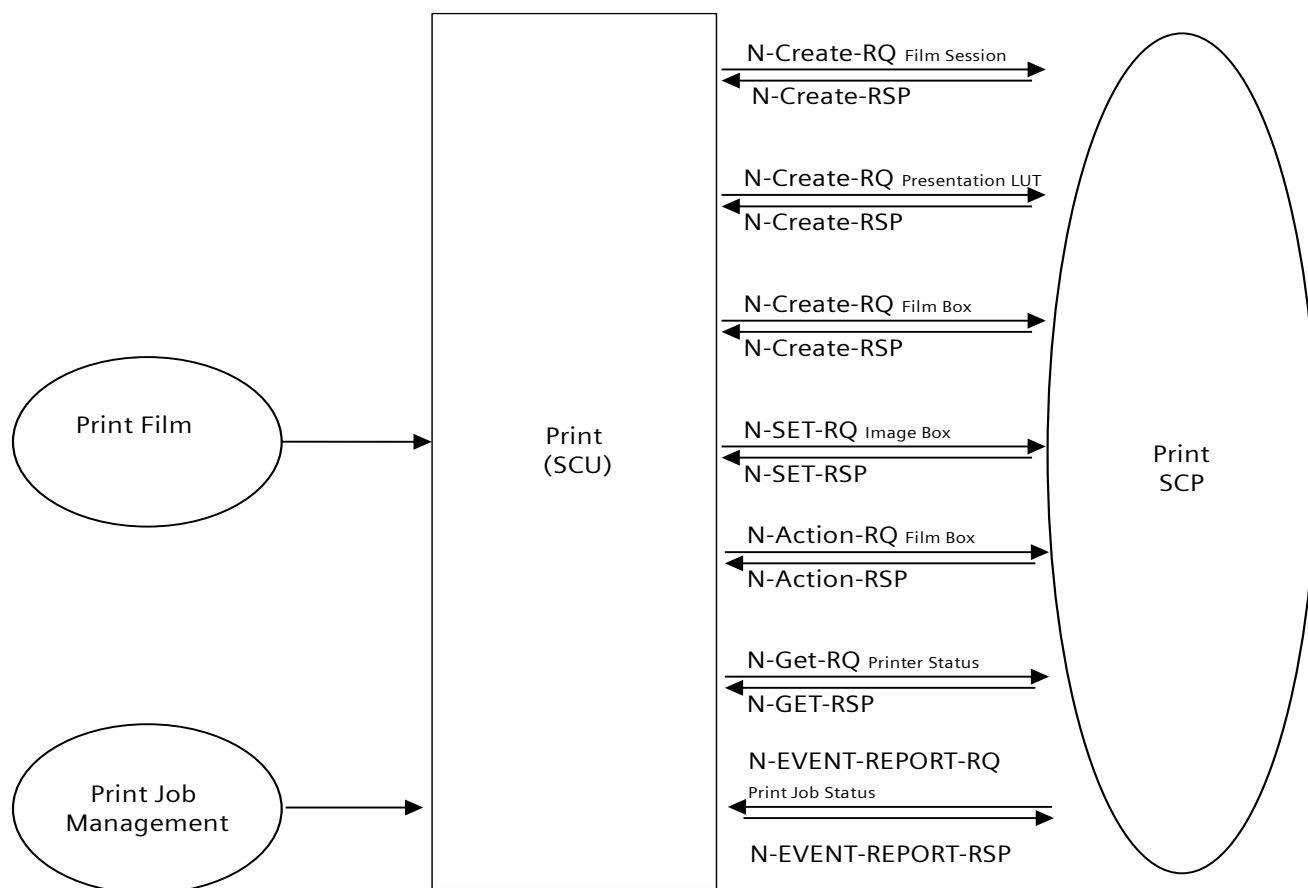 N-Create-RQ Film Session
N-Create-RSP
N-Create-RQ Presentation LUT
N-Create-RSP
N-Create-RQ Film Box
N-Create-RSP
Print Film
Print
(SCU)
N-SET-RQ Image Box
N-SET-RSP
Print
SCP
N-Action-RQ Film Box
N-Action-RSP
N-Get-RQ Printer Status
N-GET-RSP
Print Job
Management
N-EVENT-REPORT-RQ
Print Job Status
N-EVENT-REPORT-RSP